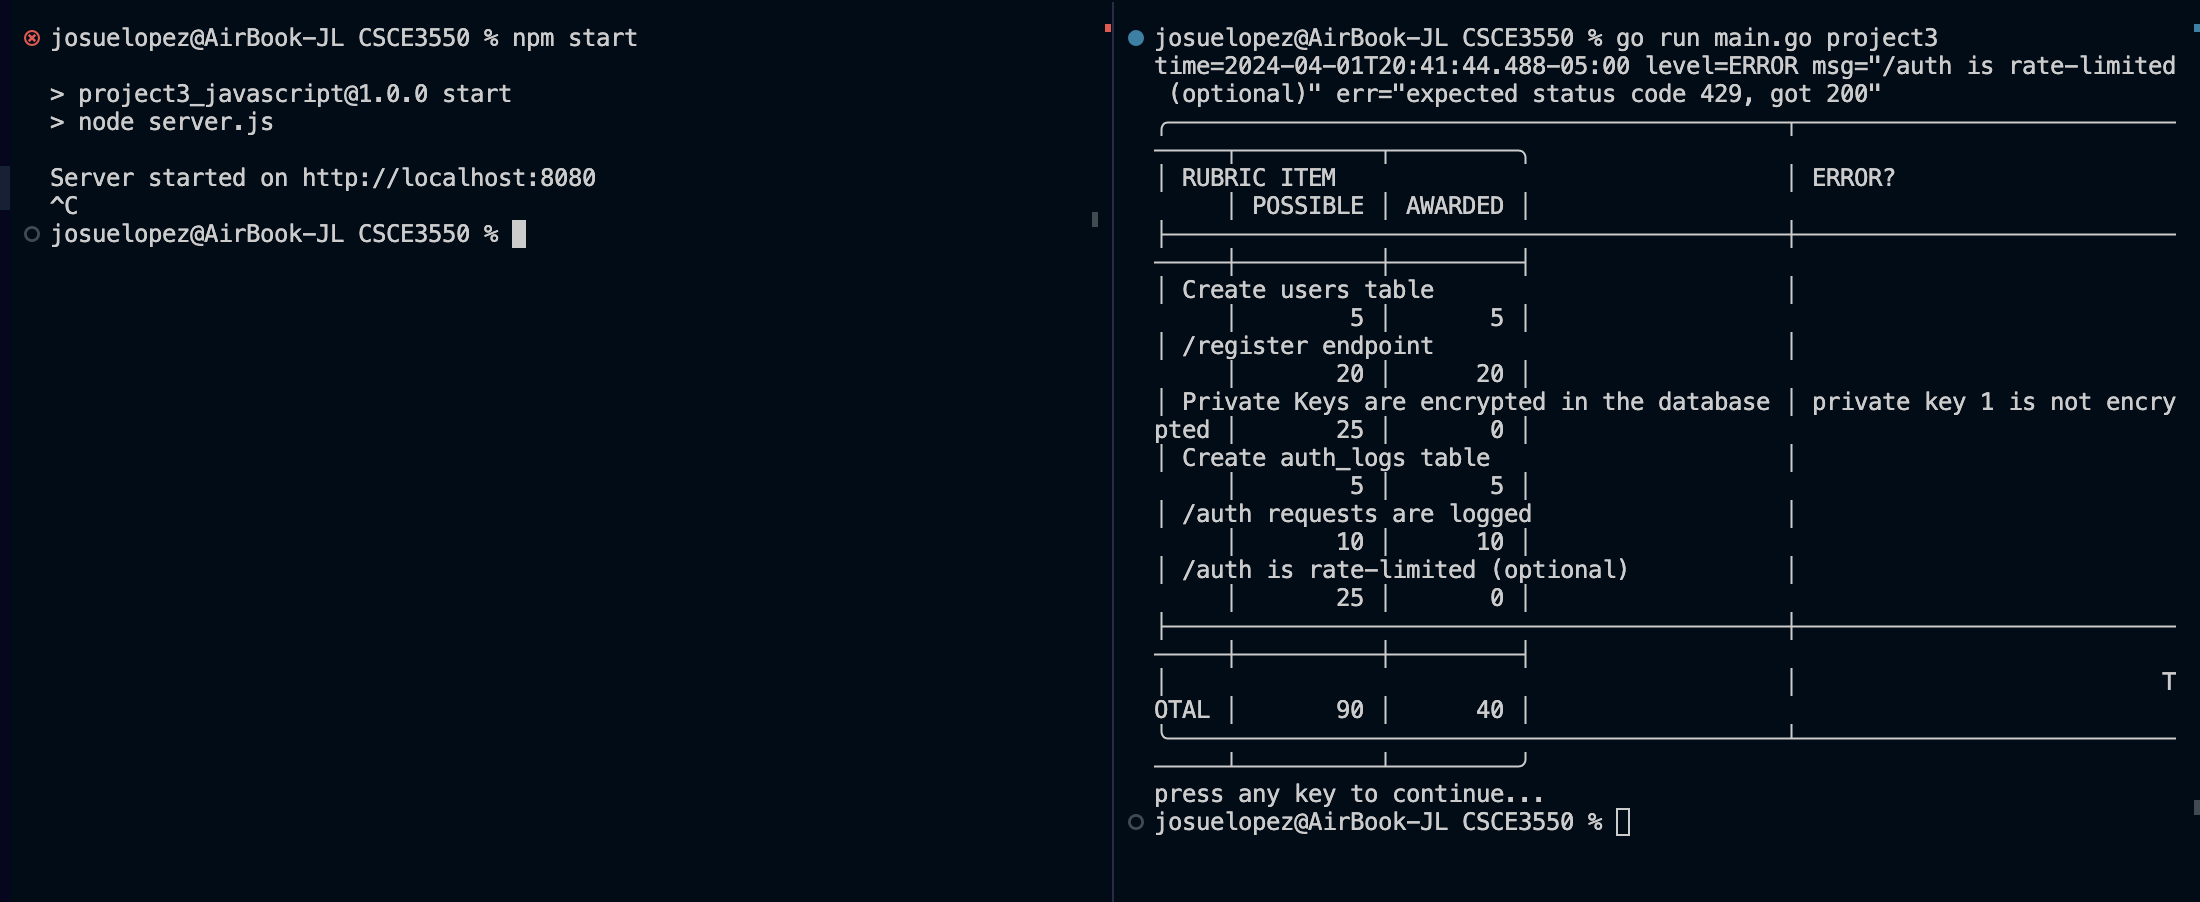 josuelopez@AirBook-JL CSCE3550 % npm start
> project3_javascript@1.0.0 start
> node server.js
Server started on http://localhost:8080
^C
josuelopez@AirBook-JL CSCE3550 %
josuelopez@AirBook-JL CSCE3550 % go run main.go project3
time=2024-04-01T20:41:44.488-05:00 level=ERROR msg="/auth is rate-limited
(optional)" err="expected status code 429, got 200"
RUBRIC ITEM ERROR?
POSSIBLE AWARDED
Create users table
5 5
/register endpoint
20 20
Private Keys are encrypted in the database private key 1 is not encry
pted 25 0
Create auth_logs table
5 5
/auth requests are logged
10 10
/auth is rate-limited (optional)
25 0
T
OTAL 90 40
press any key to continue...
josuelopez@AirBook-JL CSCE3550 %